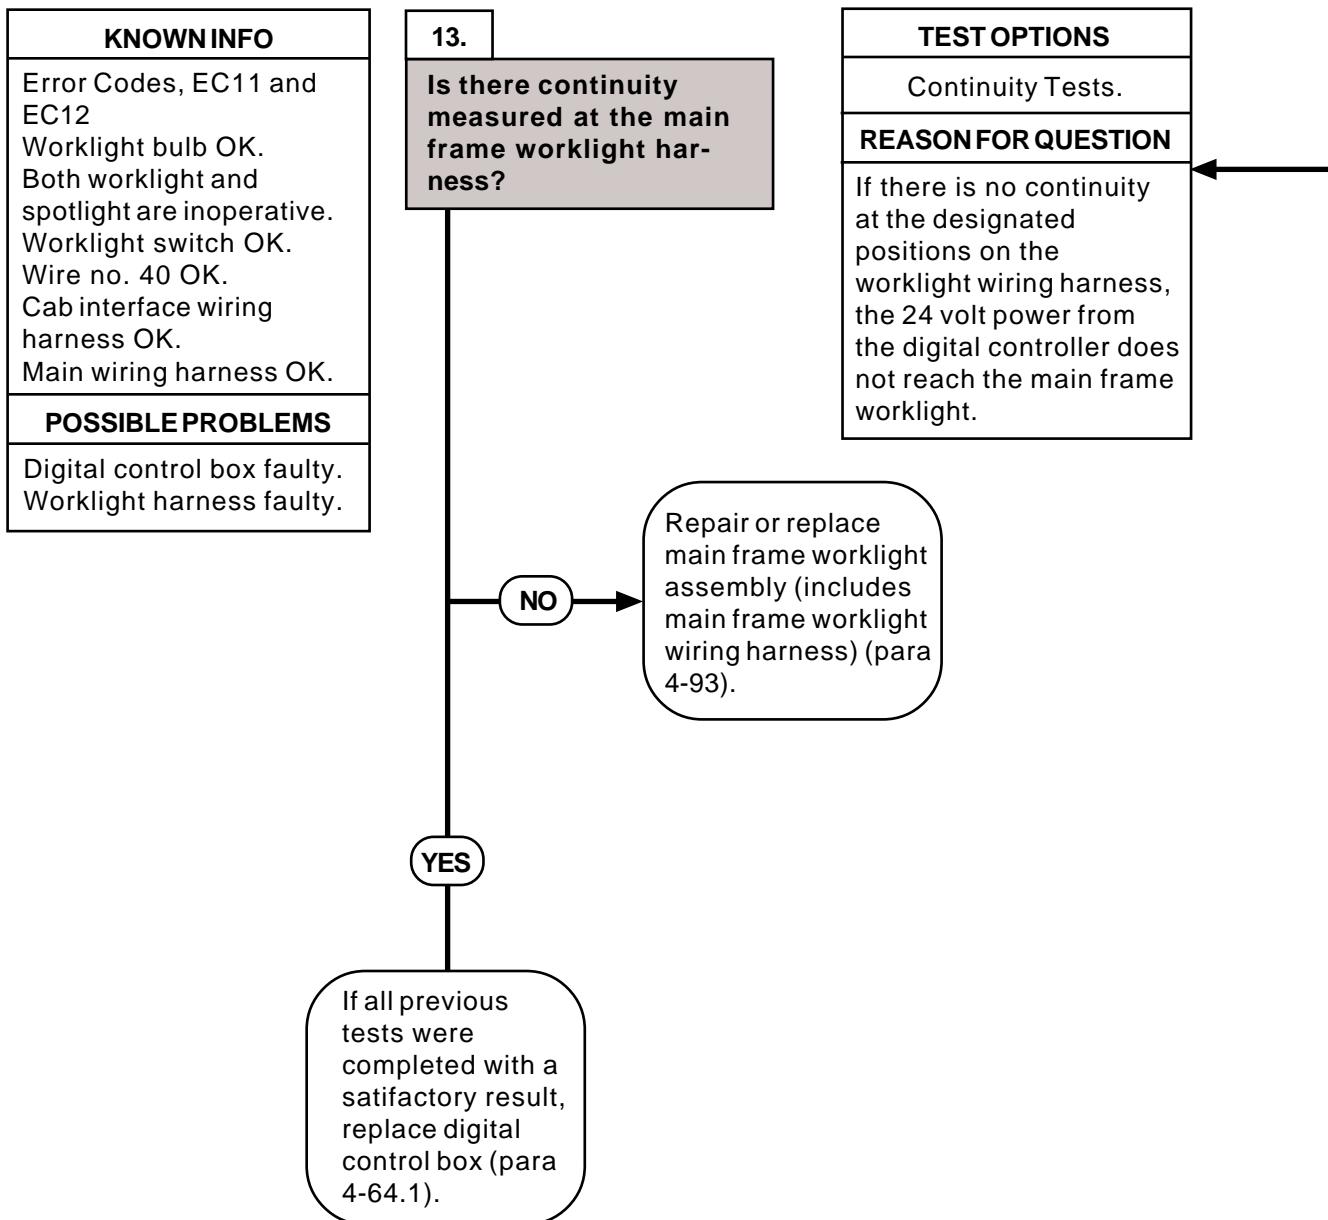 KNOWN INFO
Error Codes, EC11 and
EC12
Worklight bulb OK.
Both worklight and
spotlight are inoperative.
Worklight switch OK.
Wire no. 40 OK.
Cab interface wiring
harness OK.
Main wiring harness OK.
POSSIBLE PROBLEMS
Digital control box faulty.
Worklight harness faulty.
13.
Is there continuity
measured at the main
frame worklight har-
ness?
TEST OPTIONS
Continuity Tests.
REASON FOR QUESTION
If there is no continuity
at the designated
positions on the
worklight wiring harness,
the 24 volt power from
the digital controller does
not reach the main frame
worklight.
NO
Repair or replace
main frame worklight
assembly (includes
main frame worklight
wiring harness) (para
4-93).
YES
If all previous
tests were
completed with a
satifactory result,
replace digital
control box (para
4-64.1).